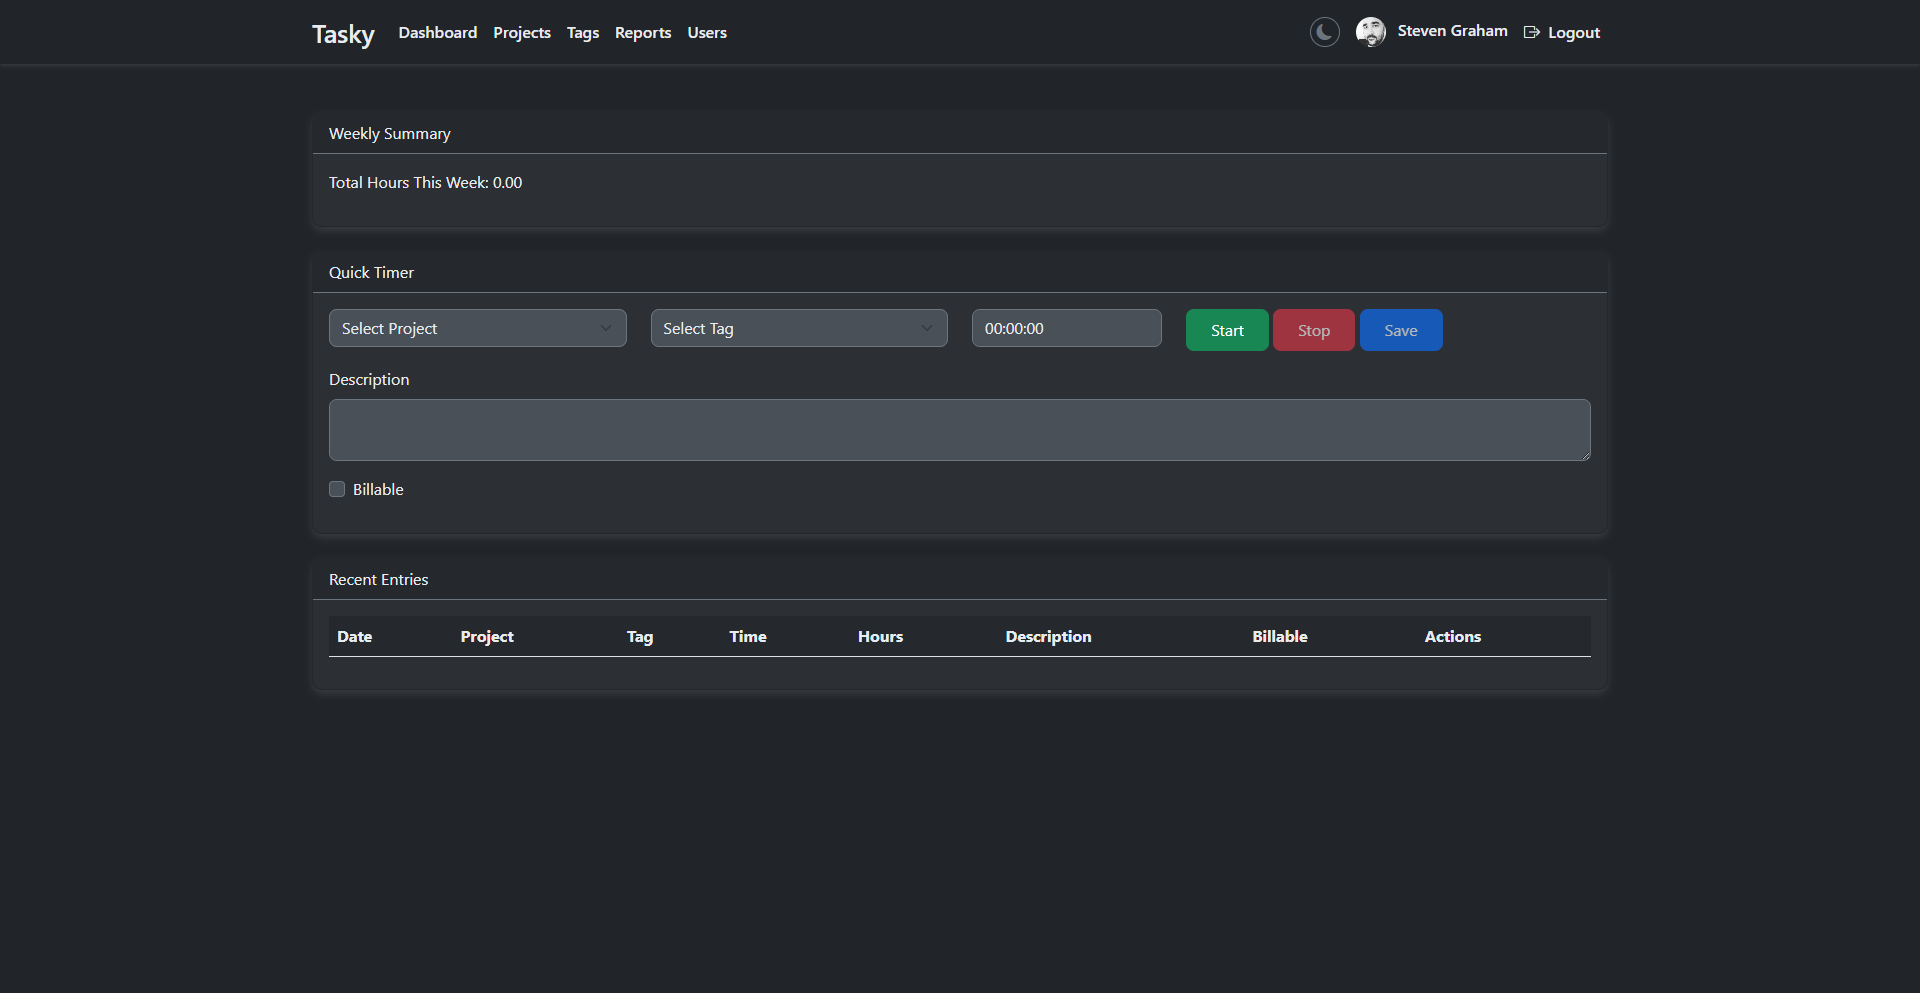 Tasky Dashboard Projects Tags Reports Users Steven Graham Logout
Weekly Summary
Total Hours This Week: 0.00
Quick Timer
Select Project Select Tag 00:00:00 Start Stop Save
Description
Billable
Recent Entries
Date Project Tag Time Hours Description Billable Actions